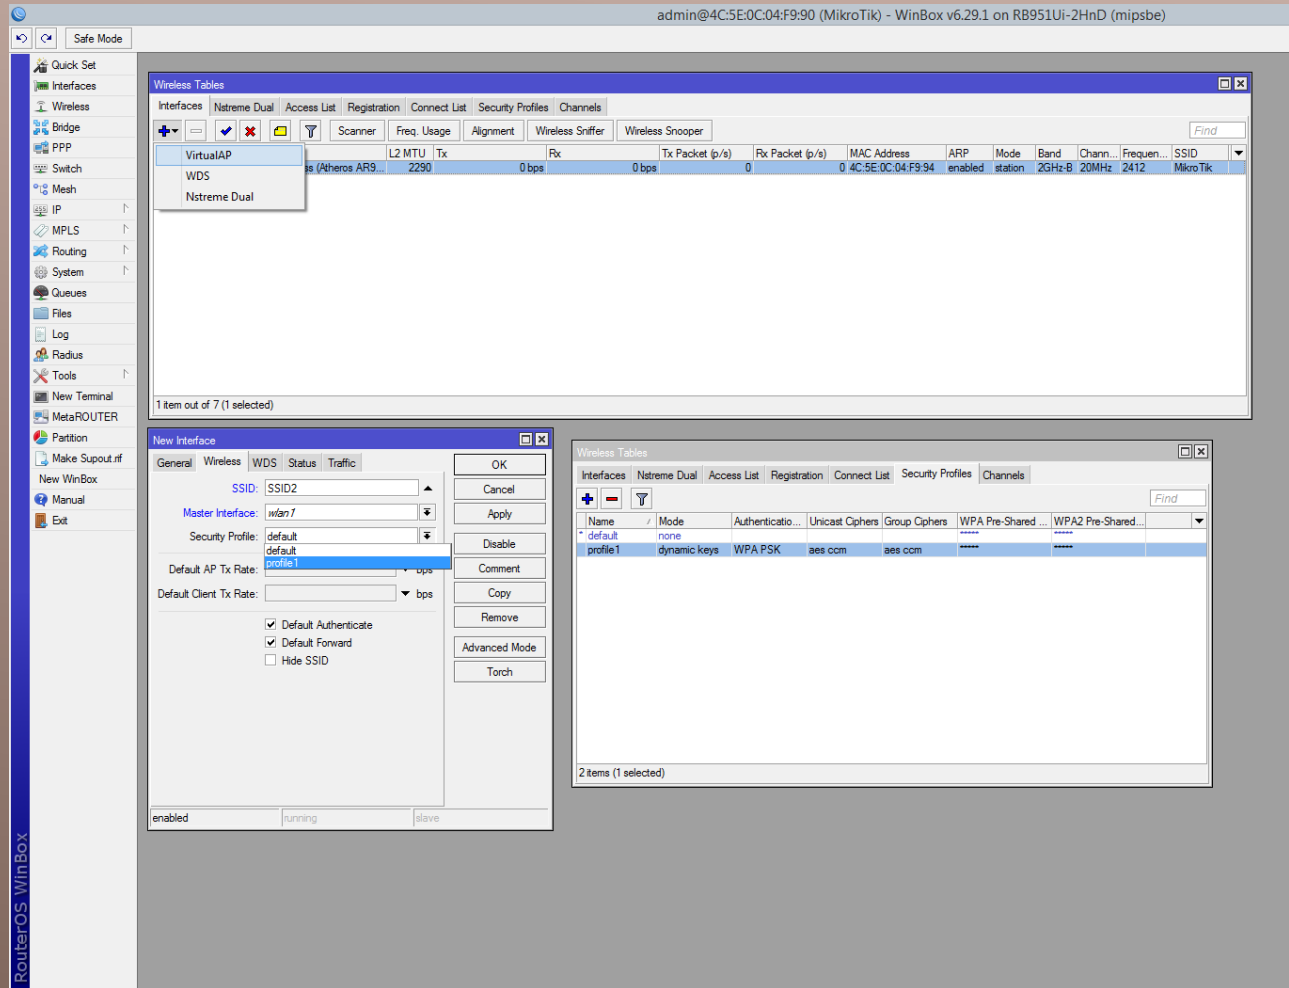 admin@4C:5E:0C:04:F9:90 (MikroTik) - WinBox v6.29.1 on RB951Ui-2HnD (mipsbe)
Safe Mode
Quick Set
Interfaces
Wireless
Bridge
PPP
Switch
Mesh
IP
MPLS
Routing
System
Queues
Files
Log
Radius
Tools
New Terminal
MetaROUTER
Partition
Make Supout.rif
New WinBox
Manual
Exit
RouterOS WinBox
Wireless Tables
Interfaces Nstreme Dual Access List Registration Connect List Security Profiles Channels
Scanner Freq. Usage Alignment Wireless Sniffer Wireless Snooper Find
VirtualAP
WDS
Nstreme Dual
L2 MTU Tx Rx Tx Packet (p/s) Rx Packet (p/s) MAC Address ARP Mode Band Chann... Frequen... SSID
ss (Atheros AR9... 2290 0 bps 0 bps 0 0 4C:5E:0C:04:F9:94 enabled station 2GHz-B 20MHz 2412 MikroTik
1 item out of 7 (1 selected)
New Interface
General Wireless WDS Status Traffic
SSID: SSID2
Master Interface: wlan1
Security Profile: default
default
profile1
Default AP Tx Rate: bps
Default Client Tx Rate: bps
Default Authenticate
Default Forward
Hide SSID
OK
Cancel
Apply
Disable
Comment
Copy
Remove
Advanced Mode
Torch
enabled running slave
Wireless Tables
Interfaces Nstreme Dual Access List Registration Connect List Security Profiles Channels
Find
Name / Mode Authenticatio... Unicast Ciphers Group Ciphers WPA Pre-Shared ... WPA2 Pre-Shared...
* default none ***** *****
profile1 dynamic keys WPA PSK aes ccm aes ccm ***** *****
2 items (1 selected)